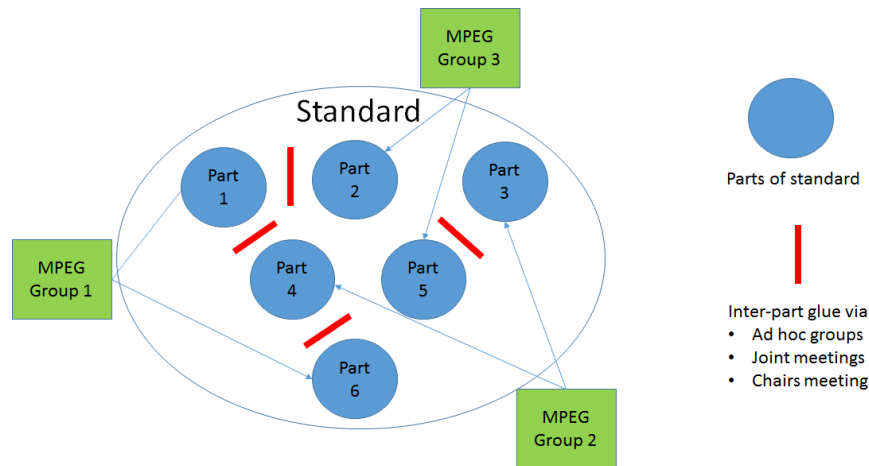 MPEG
Group 3
Standard
Part
1
Part
2
Part
3
MPEG
Group 1
Part
4
Part
5
Part
6
MPEG
Group 2
Parts of standard
Inter-part glue via
• Ad hoc groups
• Joint meetings
• Chairs meeting